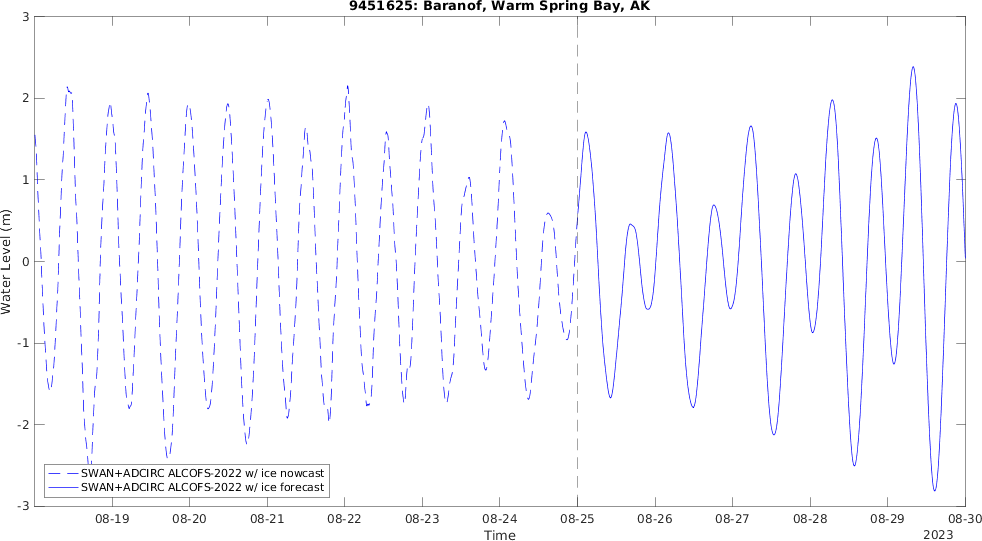 9451625: Baranof, Warm Spring Bay, AK
3
2
1
0
-1
-2
-3
Water Level (m)
SWAN+ADCIRC ALCOFS-2022 w/ ice nowcast
SWAN+ADCIRC ALCOFS-2022 w/ ice forecast
08-19 08-20 08-21 08-22 08-23 08-24 08-25 08-26 08-27 08-28 08-29 08-30
Time
2023